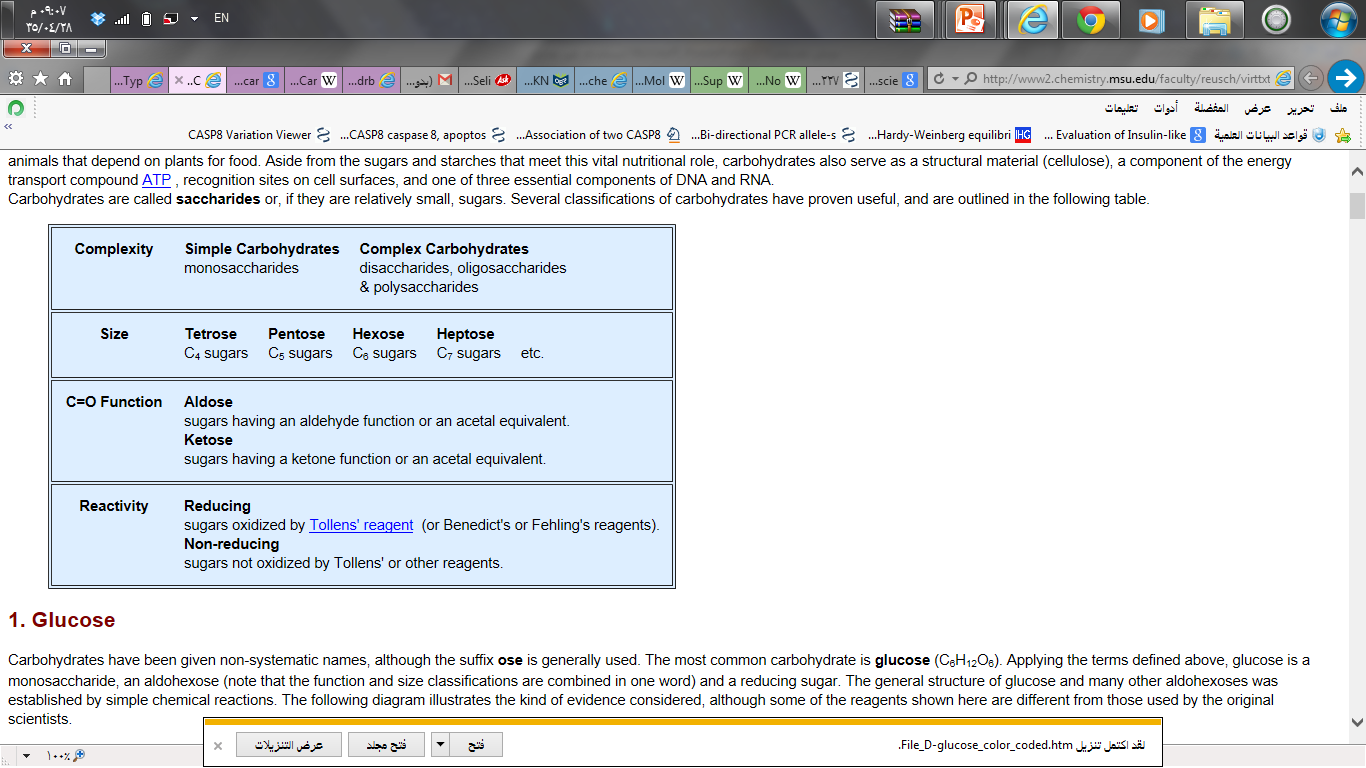 ٠٩:٠٧ م
٣٥/٠٤/٢٨
EN
...Typ
...C
...car
...Car
...drb
...Seli
...KN
...che
...Mol
...Sup
...No
...٢٢٧
...scie
http://www2.chemistry.msu.edu/faculty/reusch/virttxt
ملف تحرير عرض المفضلة أدوات تعليمات
CASP8 Variation Viewer
...CASP8 caspase 8, apoptos
...Association of two CASP8
...Bi-directional PCR allele-s
...Hardy-Weinberg equilibri
HG
... Evaluation of Insulin-like
قواعد البيانات العلمية
animals that depend on plants for food. Aside from the sugars and starches that meet this vital nutritional role, carbohydrates also serve as a structural material (cellulose), a component of the energy
transport compound ATP , recognition sites on cell surfaces, and one of three essential components of DNA and RNA.
Carbohydrates are called saccharides or, if they are relatively small, sugars. Several classifications of carbohydrates have proven useful, and are outlined in the following table.
Complexity Simple Carbohydrates Complex Carbohydrates
monosaccharides disaccharides, oligosaccharides
& polysaccharides
Size Tetrose Pentose Hexose Heptose
C₄ sugars C₅ sugars C₆ sugars C₇ sugars etc.
C=O Function Aldose
sugars having an aldehyde function or an acetal equivalent.
Ketose
sugars having a ketone function or an acetal equivalent.
Reactivity Reducing
sugars oxidized by Tollens' reagent (or Benedict's or Fehling's reagents).
Non-reducing
sugars not oxidized by Tollens' or other reagents.
1. Glucose
Carbohydrates have been given non-systematic names, although the suffix ose is generally used. The most common carbohydrate is glucose (C₆H₁₂O₆). Applying the terms defined above, glucose is a
monosaccharide, an aldohexose (note that the function and size classifications are combined in one word) and a reducing sugar. The general structure of glucose and many other aldohexoses was
established by simple chemical reactions. The following diagram illustrates the kind of evidence considered, although some of the reagents shown here are different from those used by the original
scientists.
لقد اكتمل تنزيل File_D-glucose_color_coded.htm.
فتح
فتح مجلد
عرض التنزيلات
١٠٠٪